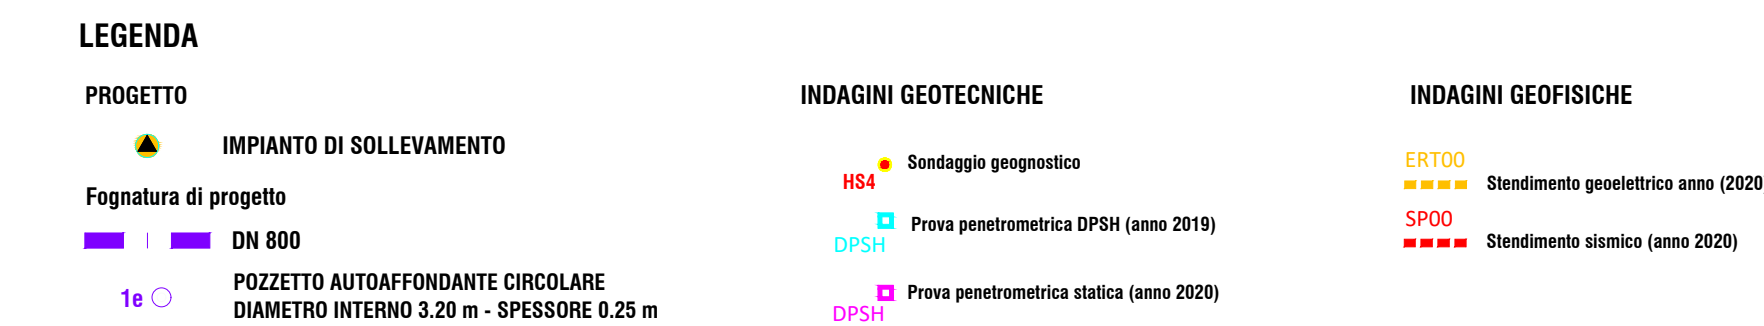 LEGENDA
PROGETTO
IMPIANTO DI SOLLEVAMENTO
Fognatura di progetto
DN 800
1e
POZZETTO AUTOAFFONDANTE CIRCOLARE
DIAMETRO INTERNO 3.20 m - SPESSORE 0.25 m
INDAGINI GEOTECNICHE
Sondaggio geognostico
HS4
Prova penetrometrica DPSH (anno 2019)
DPSH
Prova penetrometrica statica (anno 2020)
DPSH
INDAGINI GEOFISICHE
ERT00
Stendimento geoelettrico anno (2020
SP00
Stendimento sismico (anno 2020)